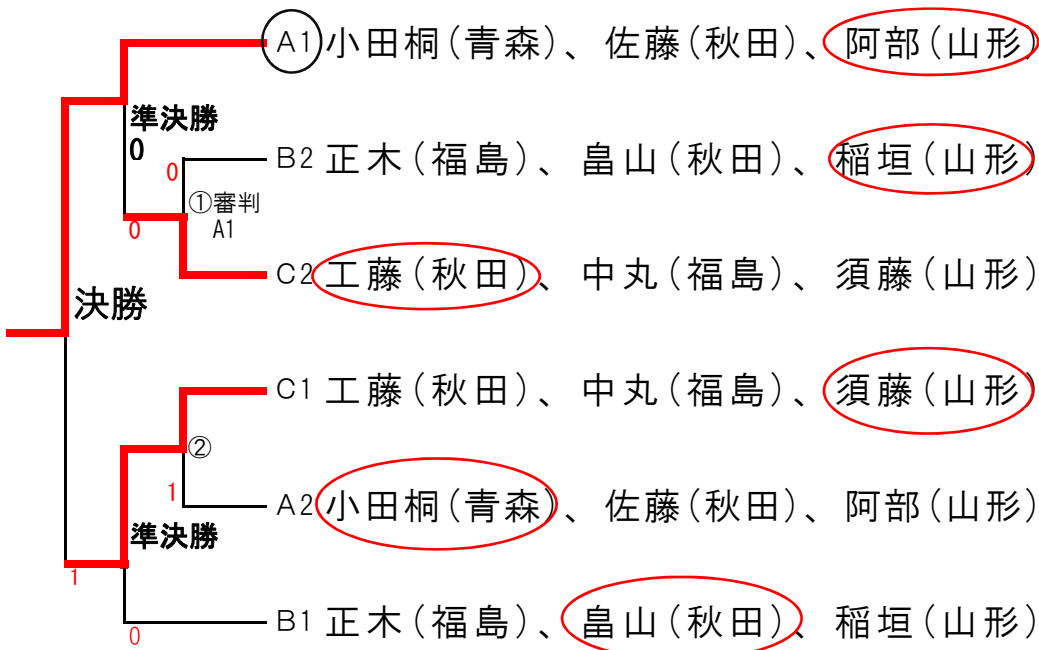 A1 小田桐(青森)、佐藤(秋田)、阿部(山形)
準決勝
0
0
B2 正木(福島)、畠山(秋田)、稲垣(山形)
①審判
A1
0
C2 工藤(秋田)、中丸(福島)、須藤(山形)
決勝
C1 工藤(秋田)、中丸(福島)、須藤(山形)
②
1
A2 小田桐(青森)、佐藤(秋田)、阿部(山形)
準決勝
1
0
B1 正木(福島)、畠山(秋田)、稲垣(山形)